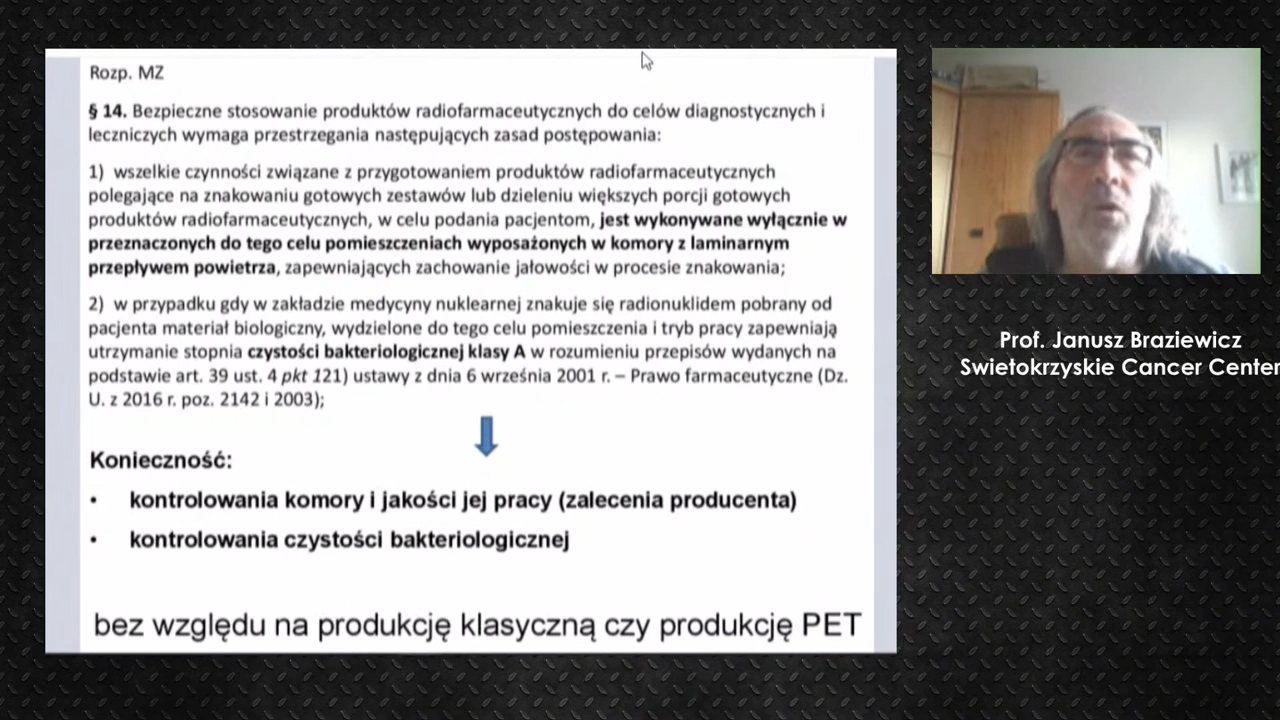 Rozp. MZ
§ 14. Bezpieczne stosowanie produktów radiofarmaceutycznych do celów diagnostycznych i
leczniczych wymaga przestrzegania następujących zasad postępowania:
1) wszelkie czynności związane z przygotowaniem produktów radiofarmaceutycznych
polegające na znakowaniu gotowych zestawów lub dzieleniu większych porcji gotowych
produktów radiofarmaceutycznych, w celu podania pacjentom, jest wykonywane wyłącznie w
przeznaczonych do tego celu pomieszczeniach wyposażonych w komory z laminarnym
przepływem powietrza, zapewniających zachowanie jałowości w procesie znakowania;
2) w przypadku gdy w zakładzie medycyny nuklearnej znakuje się radionuklidem pobrany od
pacjenta materiał biologiczny, wydzielone do tego celu pomieszczenia i tryb pracy zapewniają
utrzymanie stopnia czystości bakteriologicznej klasy A w rozumieniu przepisów wydanych na
podstawie art. 39 ust. 4 pkt 121) ustawy z dnia 6 września 2001 r. – Prawo farmaceutyczne (Dz.
U. z 2016 r. poz. 2142 i 2003);
Konieczność:
• kontrolowania komory i jakości jej pracy (zalecenia producenta)
• kontrolowania czystości bakteriologicznej
bez względu na produkcję klasyczną czy produkcję PET
Prof. Janusz Braziewicz
Swietokrzyskie Cancer Center